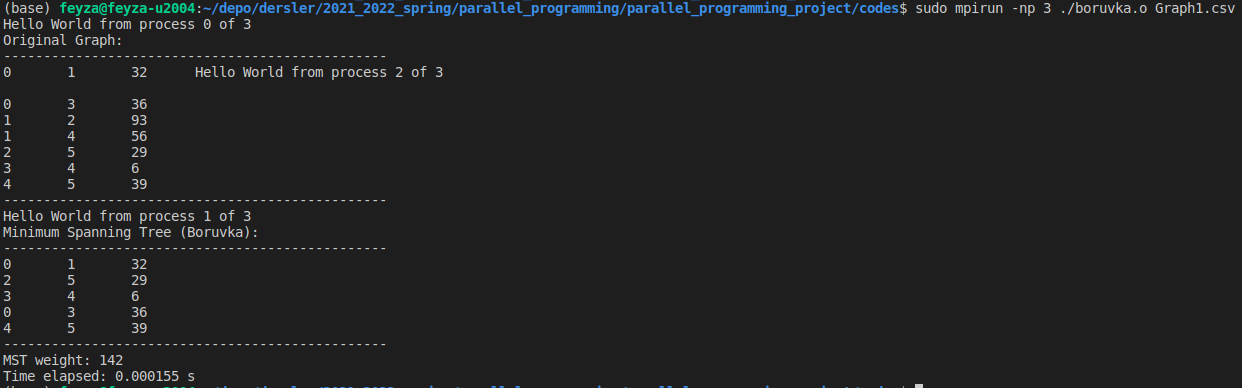 (base) feyza@feyza-u2004:~/depo/dersler/2021_2022_spring/parallel_programming/parallel_programming_project/codes$ sudo mpirun -np 3 ./boruvka.o Graph1.csv
Hello World from process 0 of 3
Original Graph:
------------------------------------------------
0	1	32	Hello World from process 2 of 3
0	3	36
1	2	93
1	4	56
2	5	29
3	4	6
4	5	39
------------------------------------------------
Hello World from process 1 of 3
Minimum Spanning Tree (Boruvka):
------------------------------------------------
0	1	32
2	5	29
3	4	6
0	3	36
4	5	39
------------------------------------------------
MST weight: 142
Time elapsed: 0.000155 s